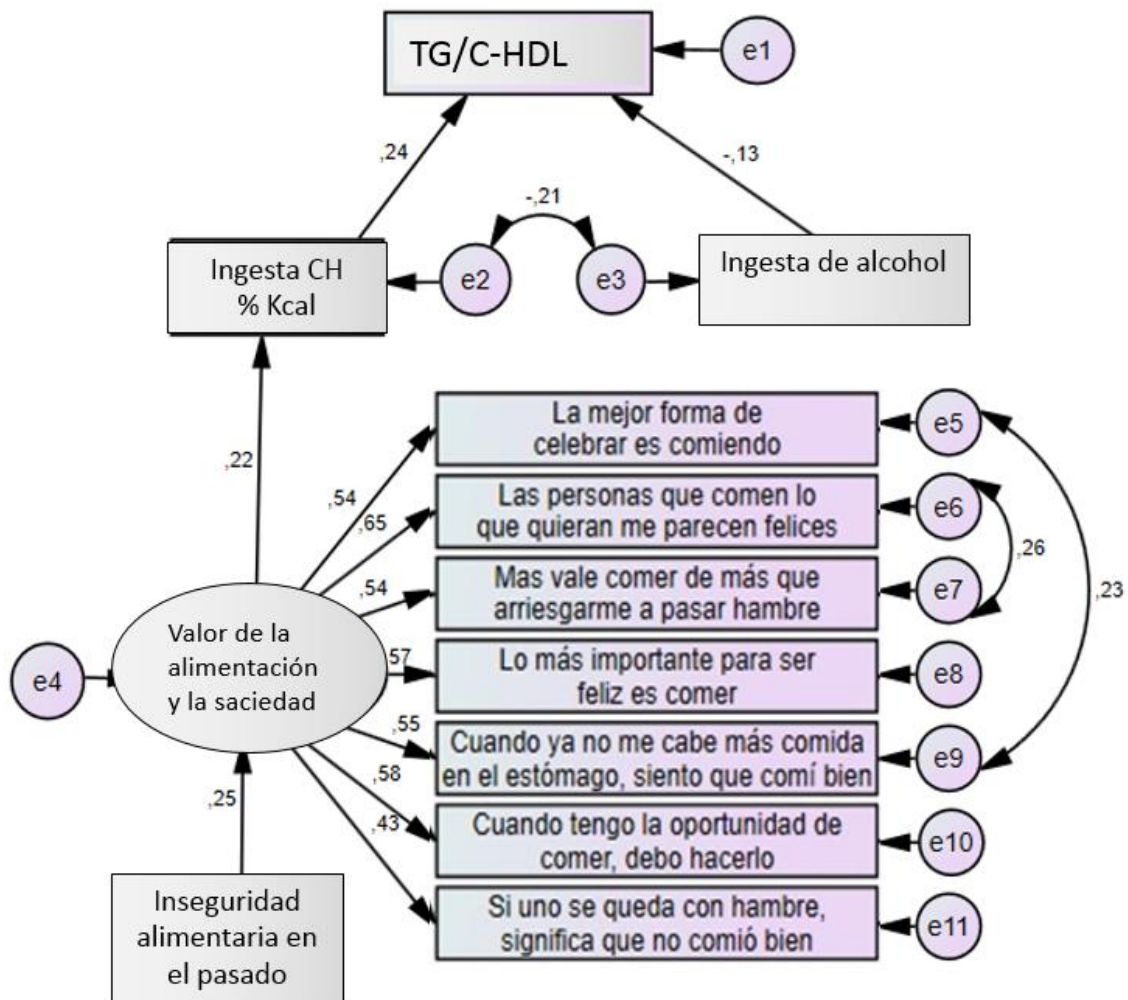 TG/C-HDL
e1
,24
-,13
-,21
Ingesta CH
% Kcal
e2
e3
Ingesta de alcohol
,22
La mejor forma de
celebrar es comiendo
e5
,54
Las personas que comen lo
que quieran me parecen felices
e6
,65
,26
Mas vale comer de más que
arriesgarme a pasar hambre
e7
,54
,23
Valor de la
alimentación
y la saciedad
e4
57
Lo más importante para ser
feliz es comer
e8
,55
Cuando ya no me cabe más comida
en el estómago, siento que comí bien
e9
,58
,25
,43
Cuando tengo la oportunidad de
comer, debo hacerlo
e10
Inseguridad
alimentaria en
el pasado
Si uno se queda con hambre,
significa que no comió bien
e11